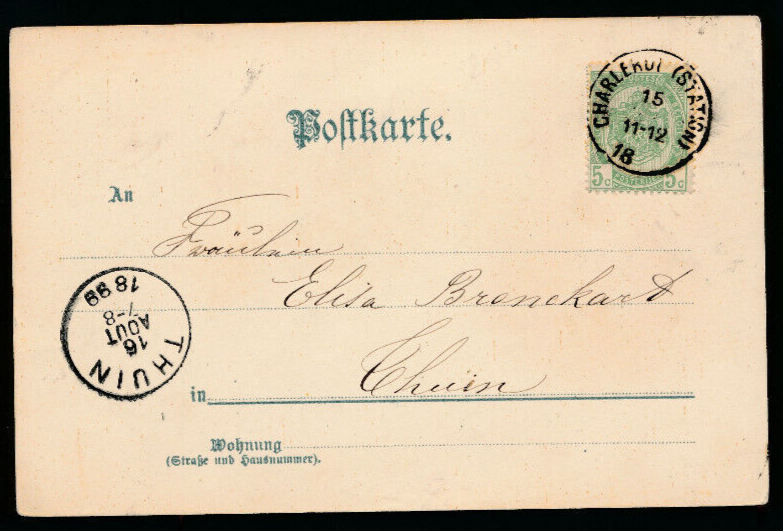 Postkarte.
CHARLEROI (STATION)
15
11-12
18
5c 5c
An
Fräulein
Elisa Bronckart
Thuin
in
THUIN
16
AOUT
7-8
1899
Wohnung
(Straße und Hausnummer).